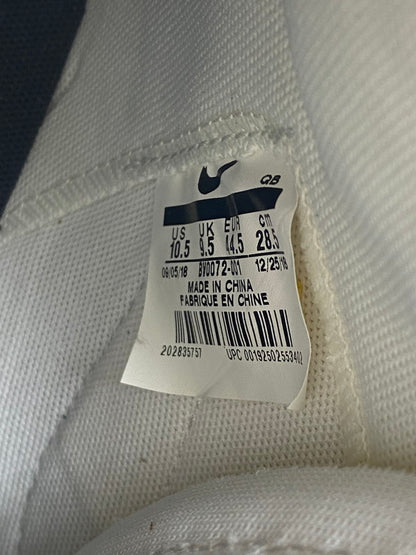 QB
US UK EUR cm
10.5 9.5 44.5 28.5
09/05/18 BV0072-001 12/25/18
MADE IN CHINA
FABRIQUE EN CHINE
202835757 UPC 00192502553402